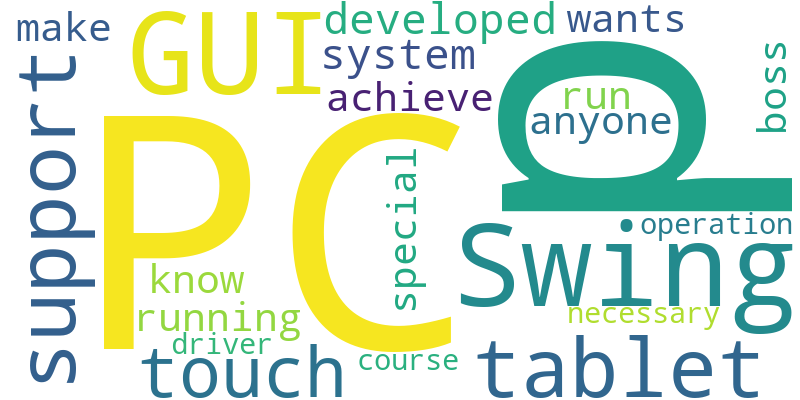 make
GUI
developed
wants
system
support
achieve
run
anyone
boss
p
PC
special
operation
Swing
know
running
necessary
driver
touch
course
tablet